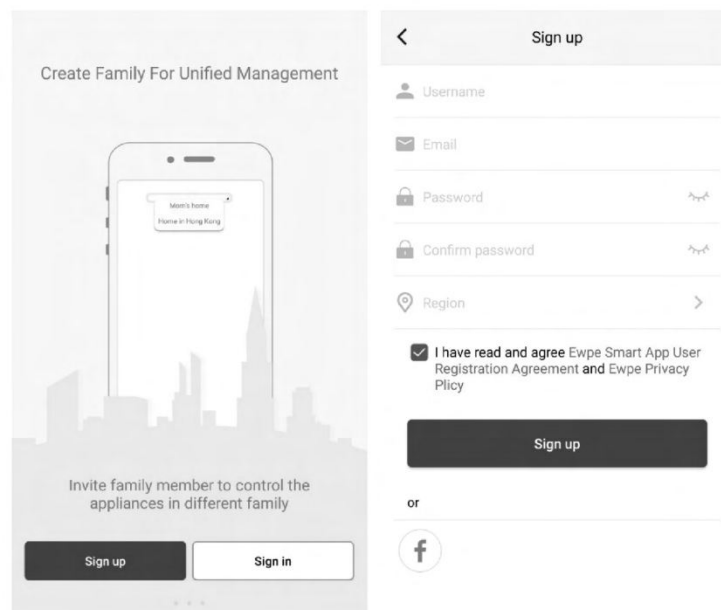 Create Family For Unified Management
Mom's home
Home in Hong Kong
Invite family member to control the
appliances in different family
Sign up
Sign in
Sign up
Username
Email
Password
Confirm password
Region
I have read and agree Ewpe Smart App User
Registration Agreement and Ewpe Privacy
Plicy
Sign up
or
f